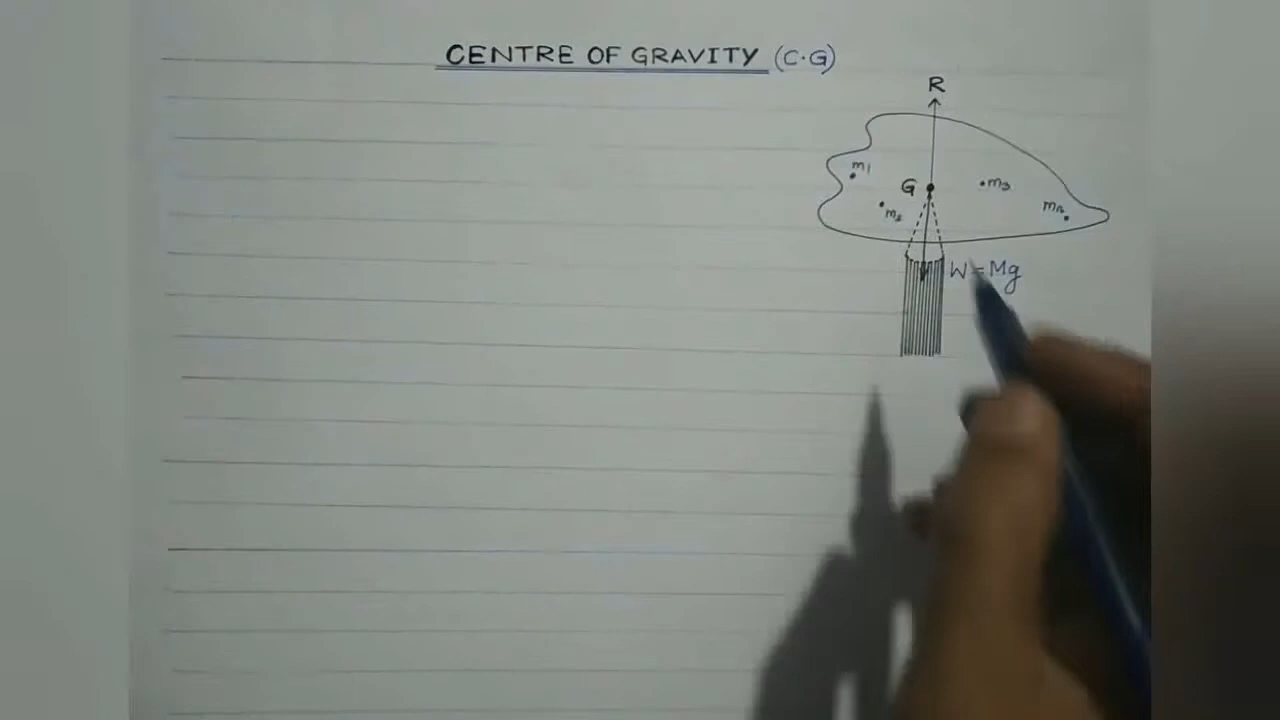 CENTRE OF GRAVITY (C.G)
R
m1
G
m3
m2
mn
W = Mg